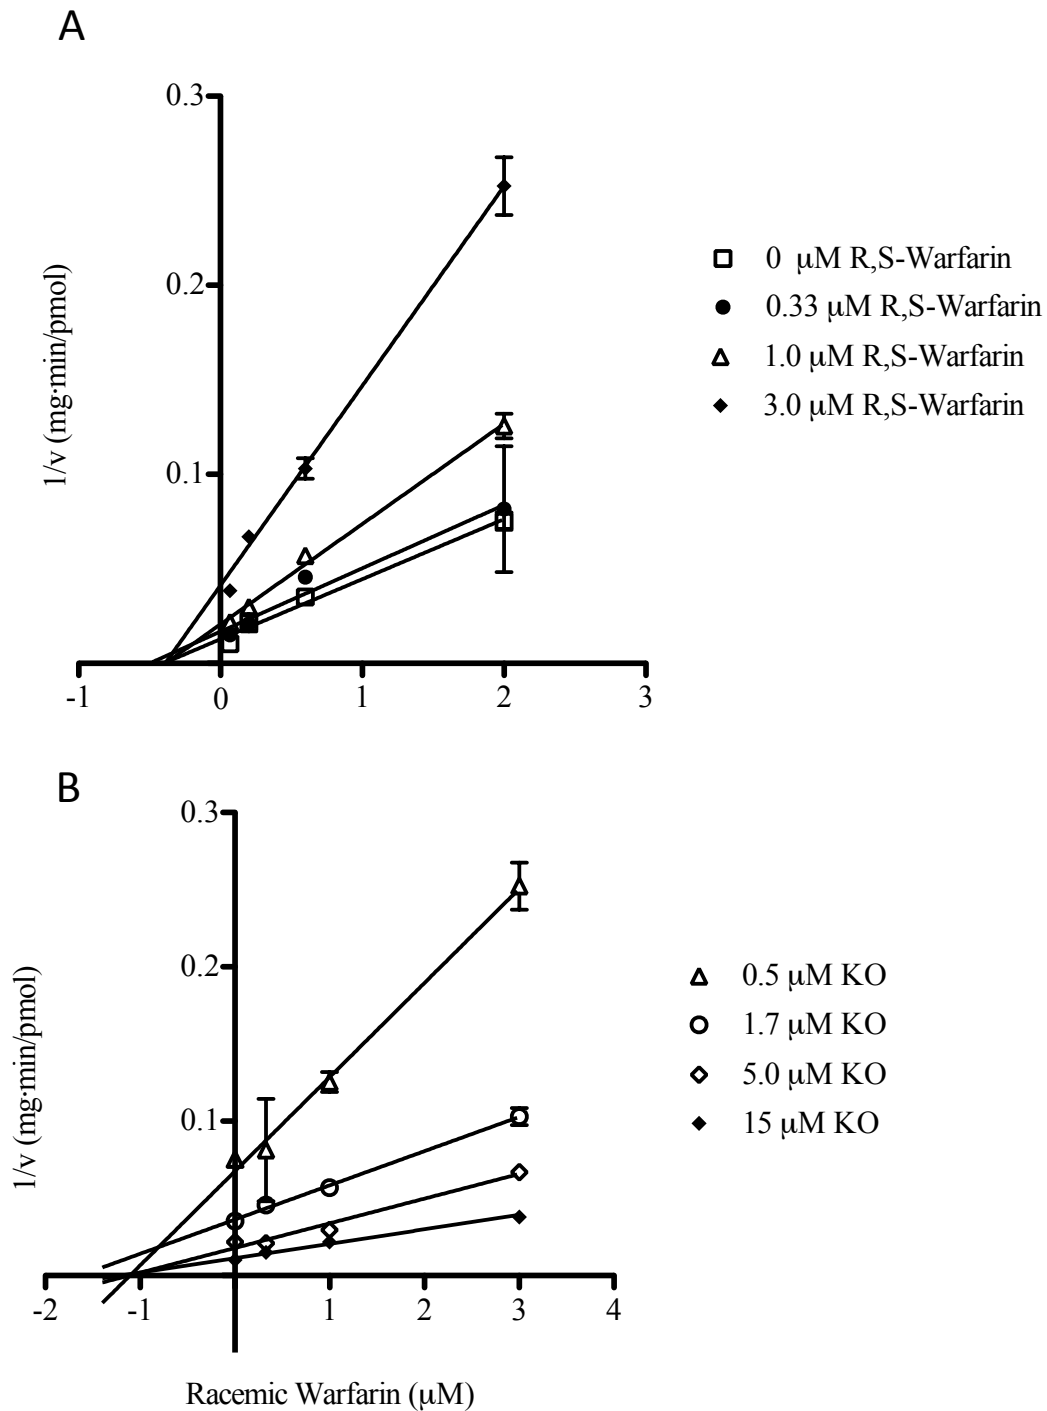 A
0.3
0.2
0.1
-1 0 1 2 3
1/v (mg·min/pmol)
0 μM R,S-Warfarin
0.33 μM R,S-Warfarin
1.0 μM R,S-Warfarin
3.0 μM R,S-Warfarin
B
0.3
0.2
0.1
-2 -1 0 1 2 3 4
1/v (mg·min/pmol)
0.5 μM KO
1.7 μM KO
5.0 μM KO
15 μM KO
Racemic Warfarin (μM)